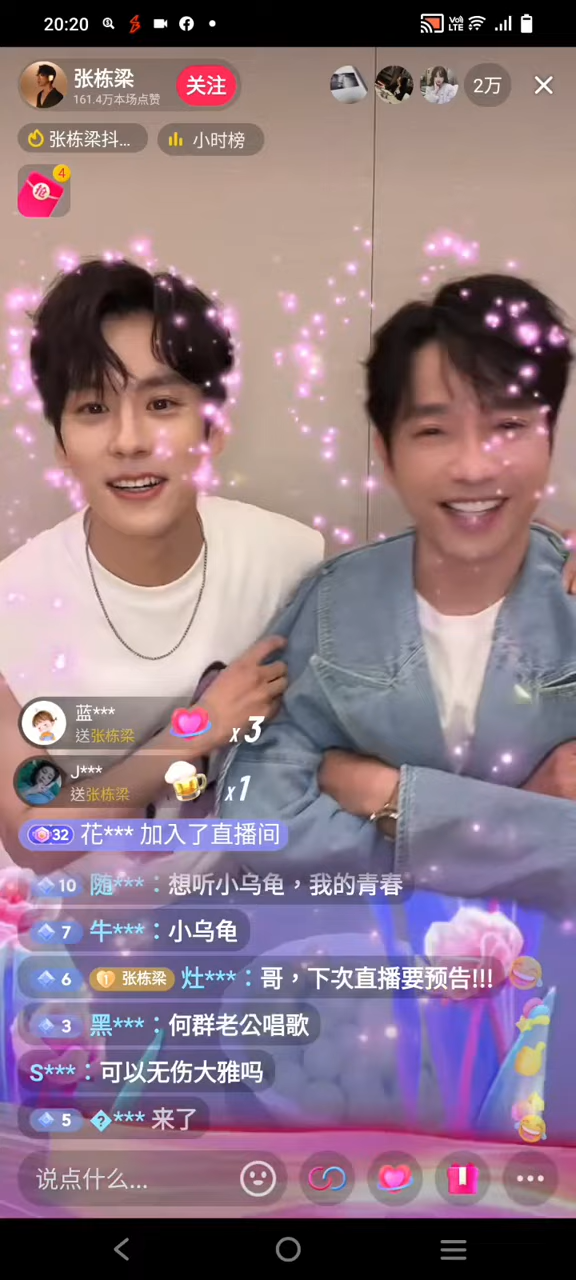 20:20
Voi) LTE
张栋梁
161.4万本场点赞
关注
2万
张栋梁抖...
小时榜
4
蓝***
送张栋梁
x3
J***
送张栋梁
x1
32 花*** 加入了直播间
10 随***：想听小乌龟，我的青春
7 牛***：小乌龟
6 1 张栋梁 灶***：哥，下次直播要预告!!!
3 黑***：何群老公唱歌
S***：可以无伤大雅吗
5 �*** 来了
说点什么...